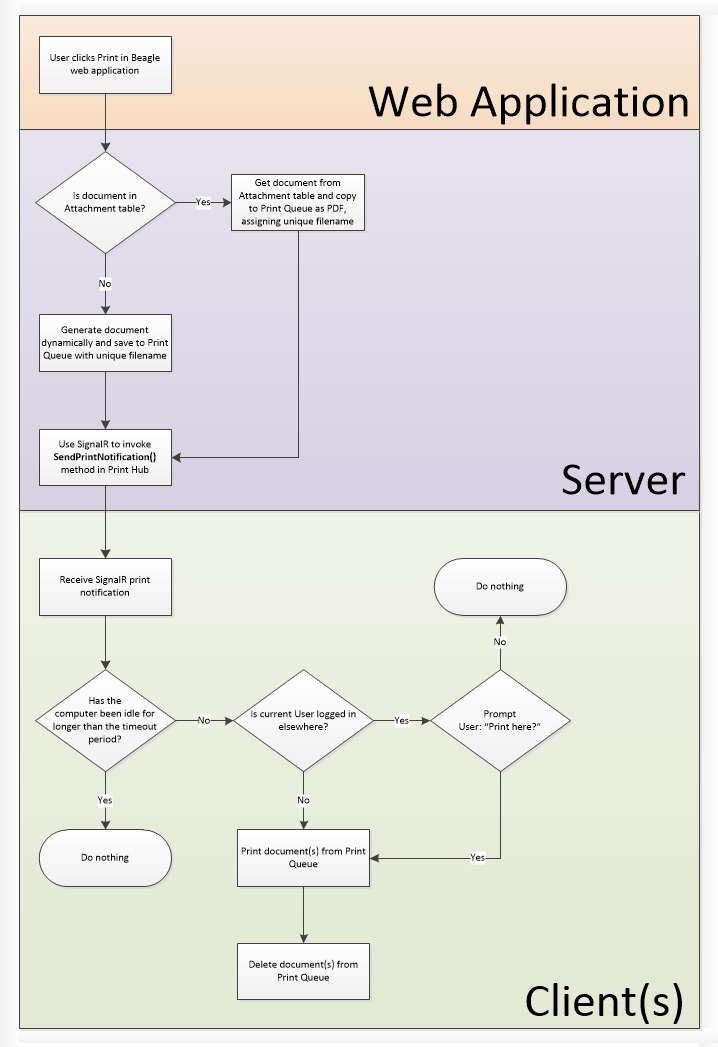 User clicks Print in Beagle
web application
Web Application
Is document in
Attachment table?
Yes
Get document from
Attachment table and copy
to Print Queue as PDF,
assigning unique filename
No
Generate document
dynamically and save to Print
Queue with unique filename
Use SignalR to invoke
SendPrintNotification()
method in Print Hub
Server
Receive SignalR print
notification
Do nothing
No
Has the
computer been idle for
longer than the timeout
period?
No
Is current User logged in
elsewhere?
Yes
Prompt
User: “Print here?”
Yes
No
Do nothing
Print document(s) from Print
Queue
Yes
Delete document(s) from
Print Queue
Client(s)